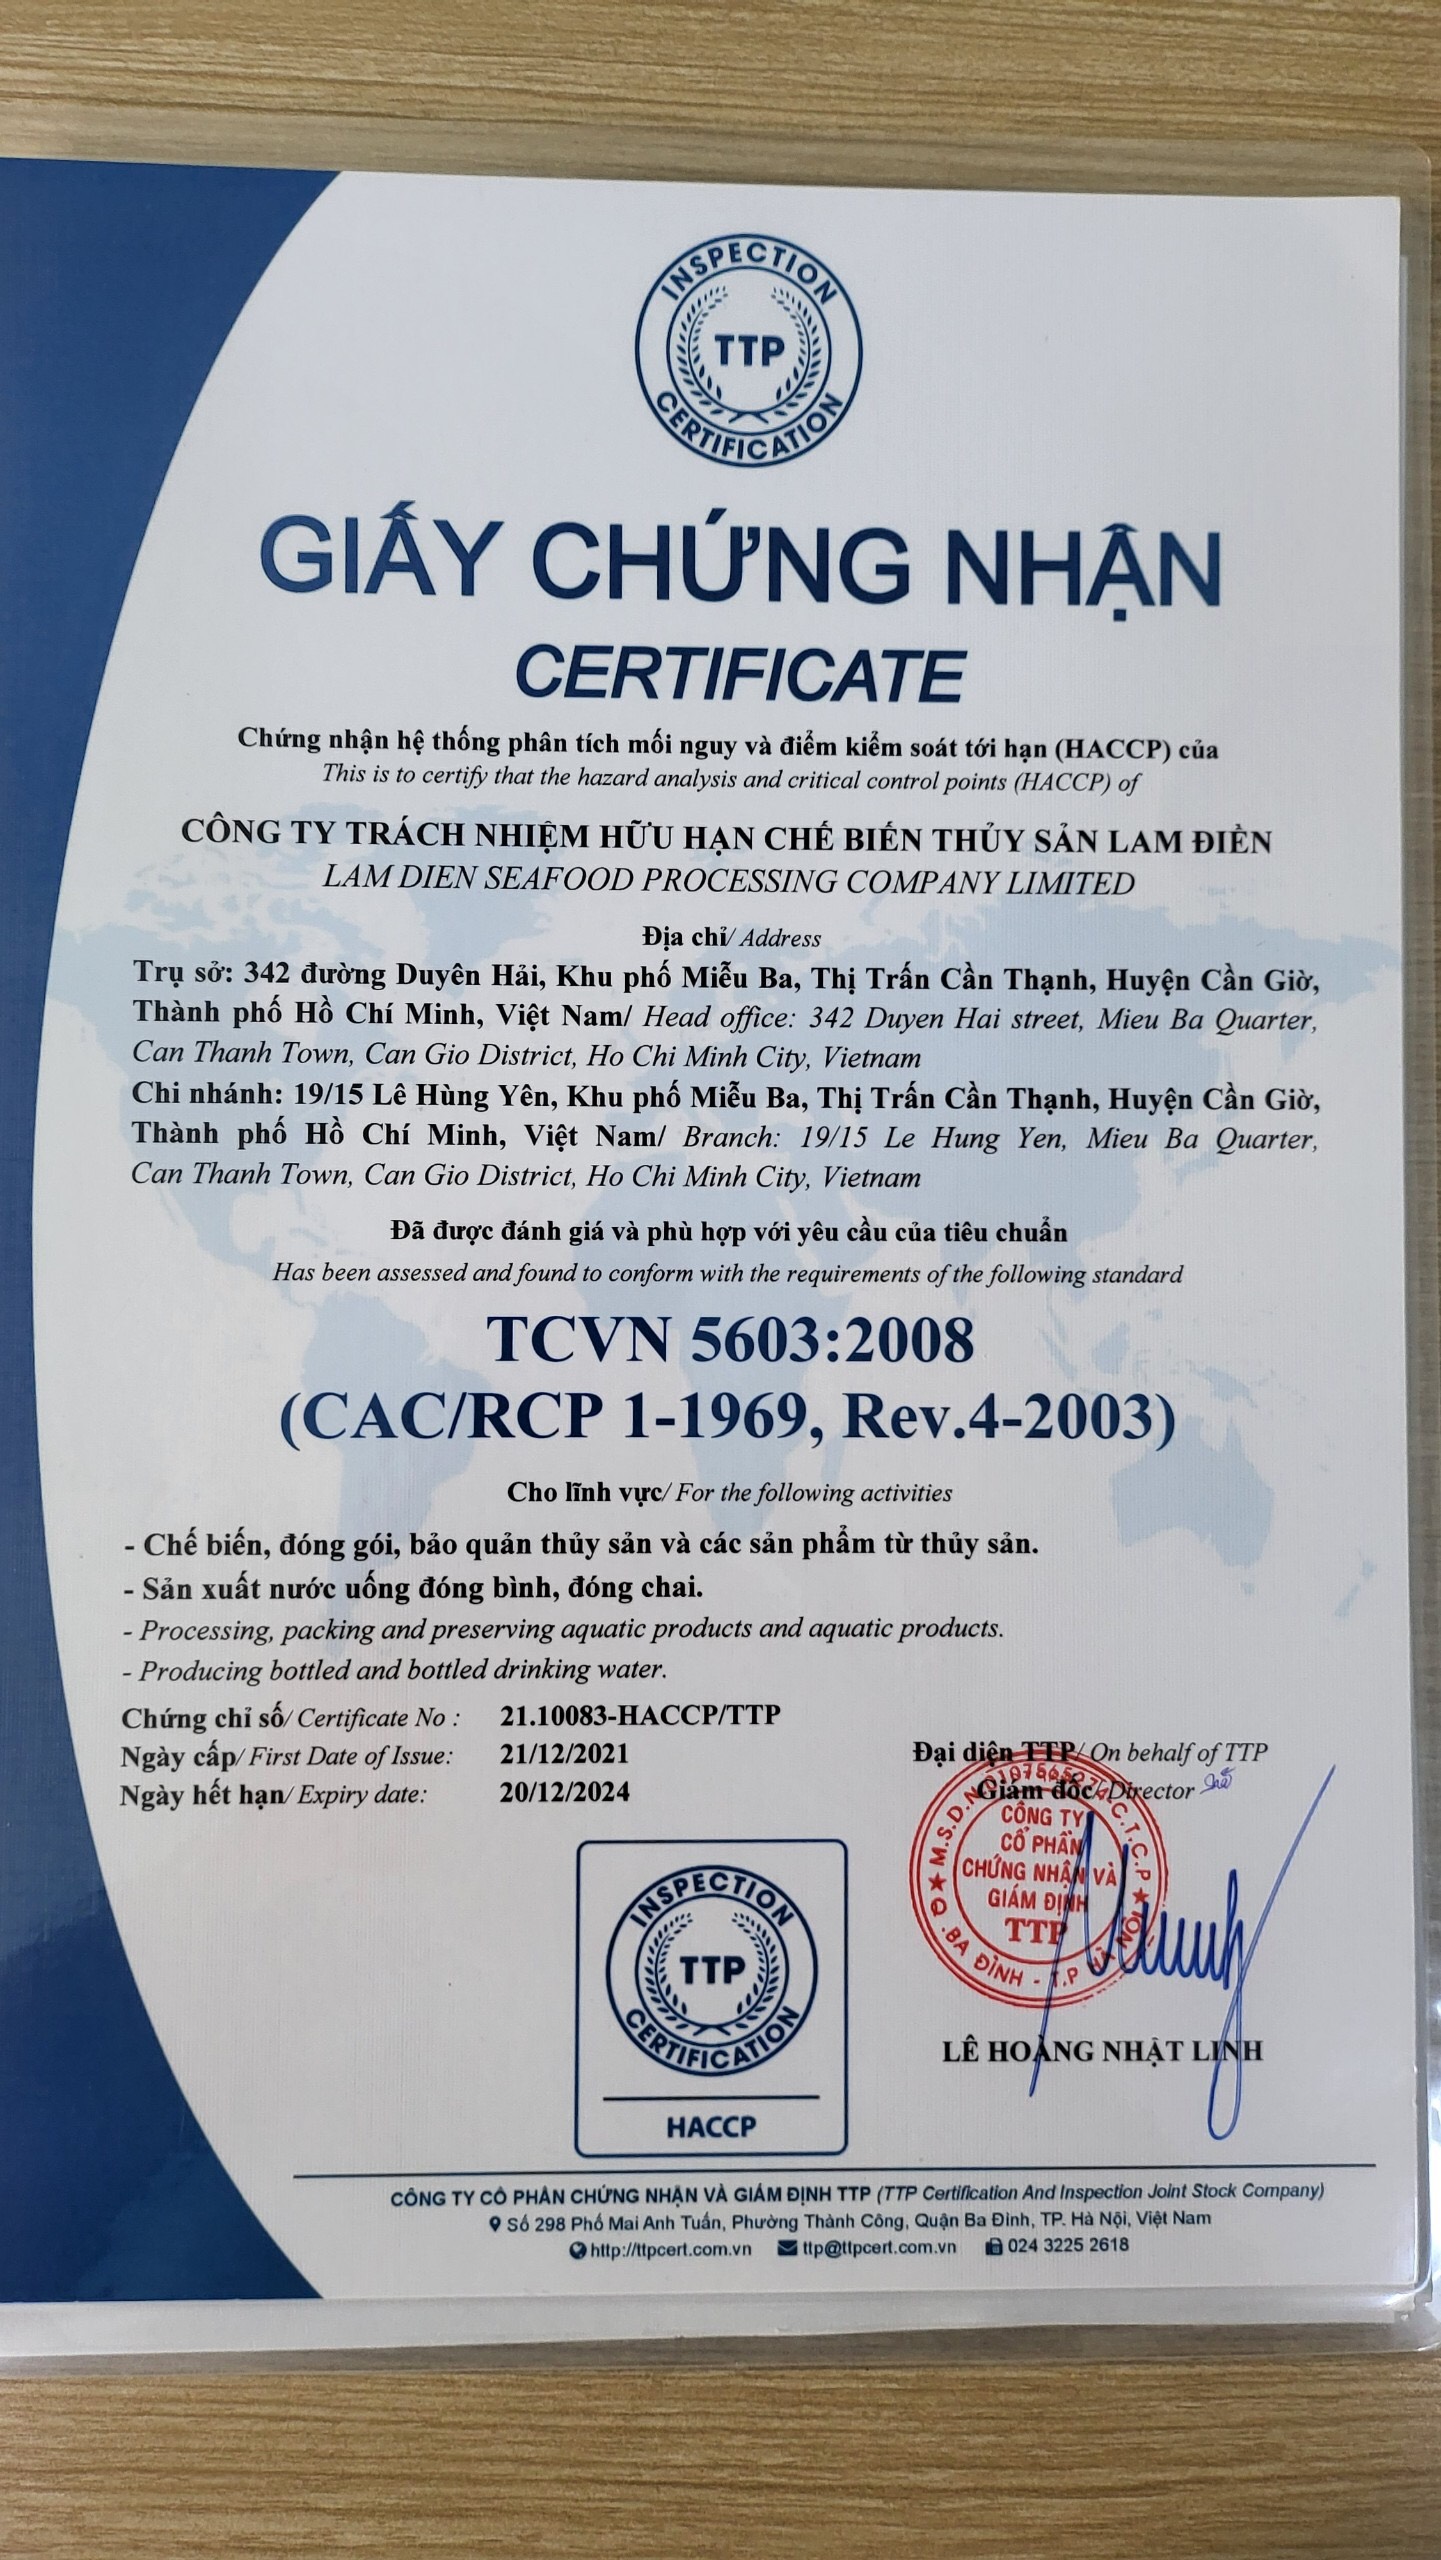 INSPECTION
TTP
CERTIFICATION
GIẤY CHỨNG NHẬN
CERTIFICATE
Chứng nhận hệ thống phân tích mối nguy và điểm kiểm soát tới hạn (HACCP) của
This is to certify that the hazard analysis and critical control points (HACCP) of
CÔNG TY TRÁCH NHIỆM HỮU HẠN CHẾ BIẾN THỦY SẢN LAM ĐIỀN
LAM DIEN SEAFOOD PROCESSING COMPANY LIMITED
Địa chỉ/ Address
Trụ sở: 342 đường Duyên Hải, Khu phố Miễu Ba, Thị Trấn Cần Thạnh, Huyện Cần Giờ,
Thành phố Hồ Chí Minh, Việt Nam/ Head office: 342 Duyen Hai street, Mieu Ba Quarter,
Can Thanh Town, Can Gio District, Ho Chi Minh City, Vietnam
Chi nhánh: 19/15 Lê Hùng Yên, Khu phố Miễu Ba, Thị Trấn Cần Thạnh, Huyện Cần Giờ,
Thành phố Hồ Chí Minh, Việt Nam/ Branch: 19/15 Le Hung Yen, Mieu Ba Quarter,
Can Thanh Town, Can Gio District, Ho Chi Minh City, Vietnam
Đã được đánh giá và phù hợp với yêu cầu của tiêu chuẩn
Has been assessed and found to conform with the requirements of the following standard
TCVN 5603:2008
(CAC/RCP 1-1969, Rev.4-2003)
Cho lĩnh vực/ For the following activities
- Chế biến, đóng gói, bảo quản thủy sản và các sản phẩm từ thủy sản.
- Sản xuất nước uống đóng bình, đóng chai.
- Processing, packing and preserving aquatic products and aquatic products.
- Producing bottled and bottled drinking water.
Chứng chỉ số/ Certificate No : 21.10083-HACCP/TTP
Ngày cấp/ First Date of Issue: 21/12/2021
Ngày hết hạn/ Expiry date: 20/12/2024
Đại diện TTP/ On behalf of TTP
Giám đốc/ Director
CÔNG TY
CỔ PHẦN
CHỨNG NHẬN VÀ
GIÁM ĐỊNH
TTP
Q.BA ĐÌNH - T.P HÀ NỘI
LÊ HOÀNG NHẬT LINH
INSPECTION
TTP
CERTIFICATION
HACCP
CÔNG TY CỔ PHẦN CHỨNG NHẬN VÀ GIÁM ĐỊNH TTP (TTP Certification And Inspection Joint Stock Company)
Số 298 Phố Mai Anh Tuấn, Phường Thành Công, Quận Ba Đình, TP. Hà Nội, Việt Nam
http://ttpcert.com.vn ttp@ttpcert.com.vn 024 3225 2618